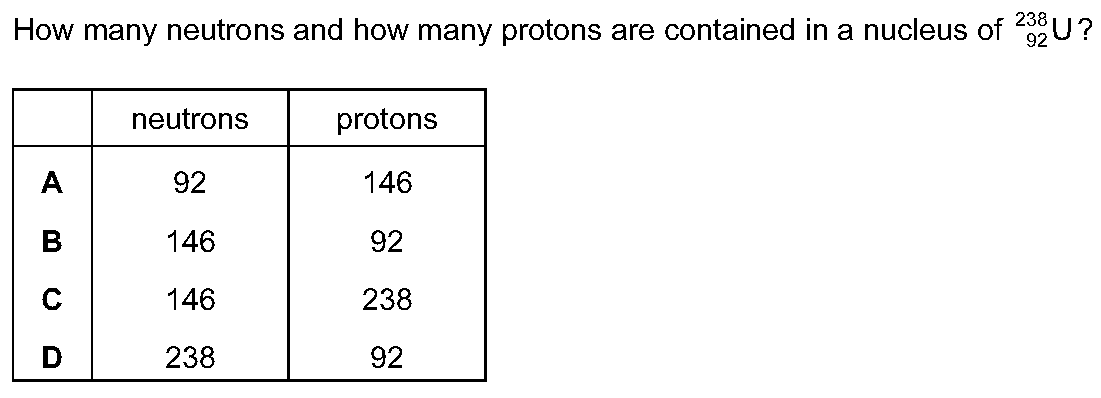 How many neutrons and how many protons are contained in a nucleus of ²³⁸₉₂U?
neutrons protons
A 92 146
B 146 92
C 146 238
D 238 92